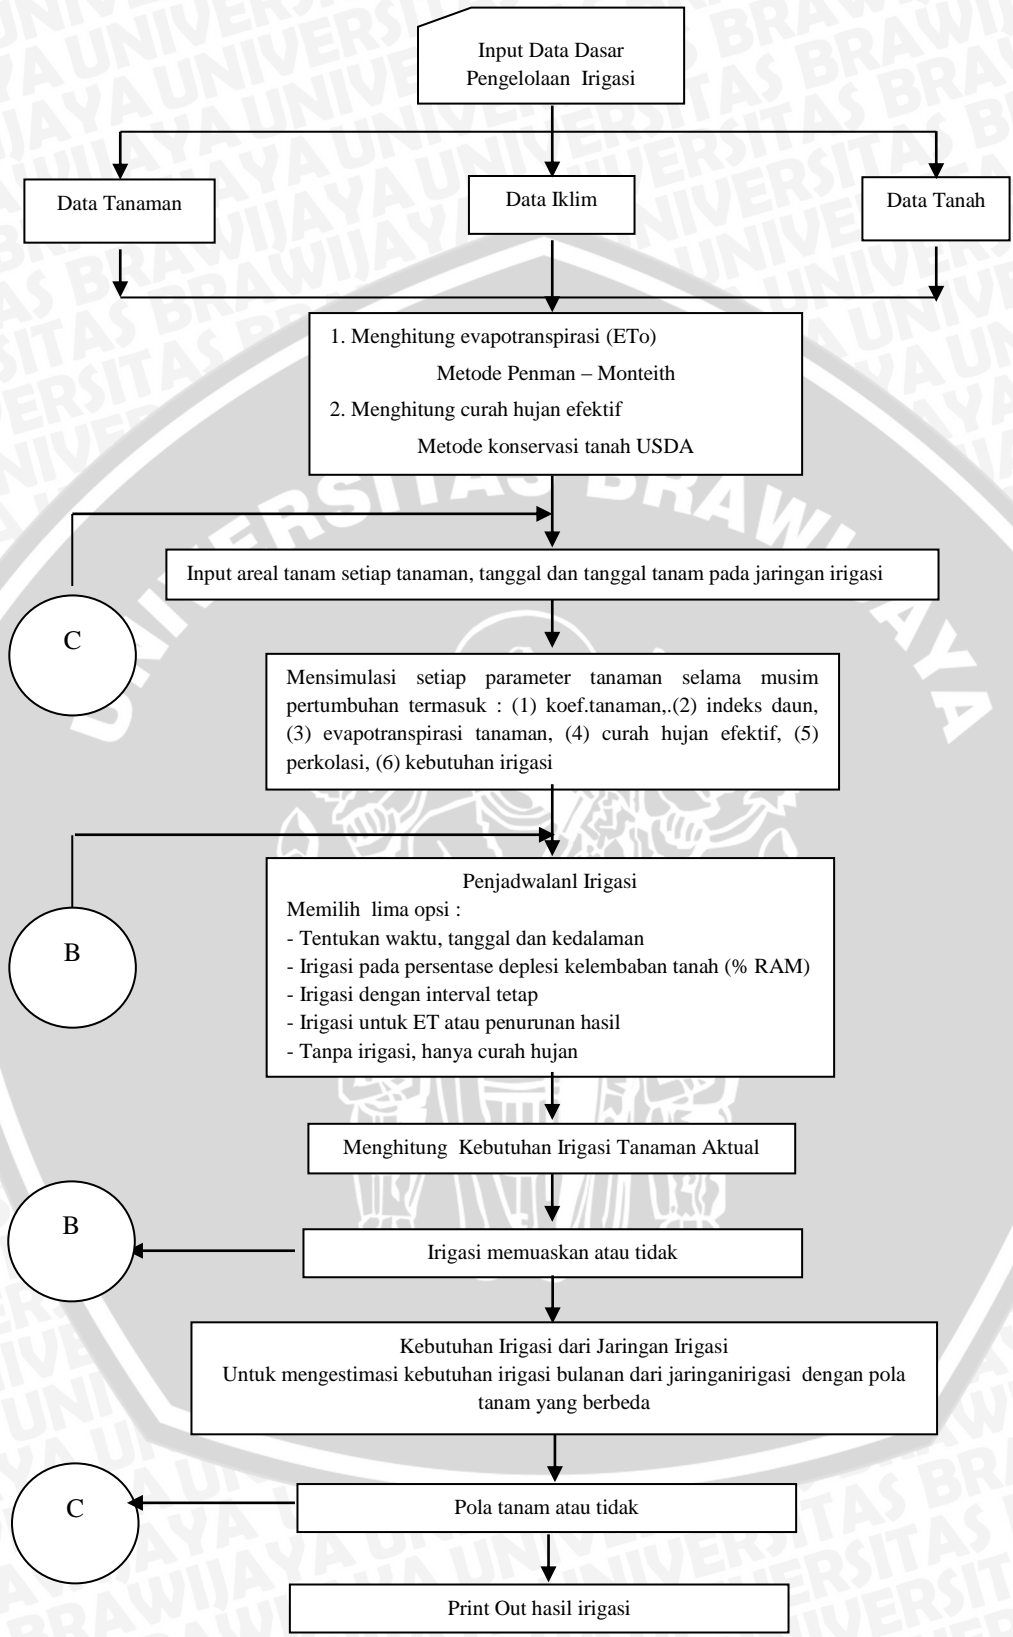 Input Data Dasar
Pengelolaan Irigasi
Data Tanaman
Data Iklim
Data Tanah
1. Menghitung evapotranspirasi (ETo)
Metode Penman – Monteith
2. Menghitung curah hujan efektif
Metode konservasi tanah USDA
UNIVERSITAS BRAWIJAYA
Input areal tanam setiap tanaman, tanggal dan tanggal tanam pada jaringan irigasi
C
Mensimulasi setiap parameter tanaman selama musim
pertumbuhan termasuk : (1) koef.tanaman,.(2) indeks daun,
(3) evapotranspirasi tanaman, (4) curah hujan efektif, (5)
perkolasi, (6) kebutuhan irigasi
B
Penjadwalanl Irigasi
Memilih lima opsi :
- Tentukan waktu, tanggal dan kedalaman
- Irigasi pada persentase deplesi kelembaban tanah (% RAM)
- Irigasi dengan interval tetap
- Irigasi untuk ET atau penurunan hasil
- Tanpa irigasi, hanya curah hujan
Menghitung Kebutuhan Irigasi Tanaman Aktual
B
Irigasi memuaskan atau tidak
Kebutuhan Irigasi dari Jaringan Irigasi
Untuk mengestimasi kebutuhan irigasi bulanan dari jaringanirigasi dengan pola
tanam yang berbeda
C
Pola tanam atau tidak
Print Out hasil irigasi